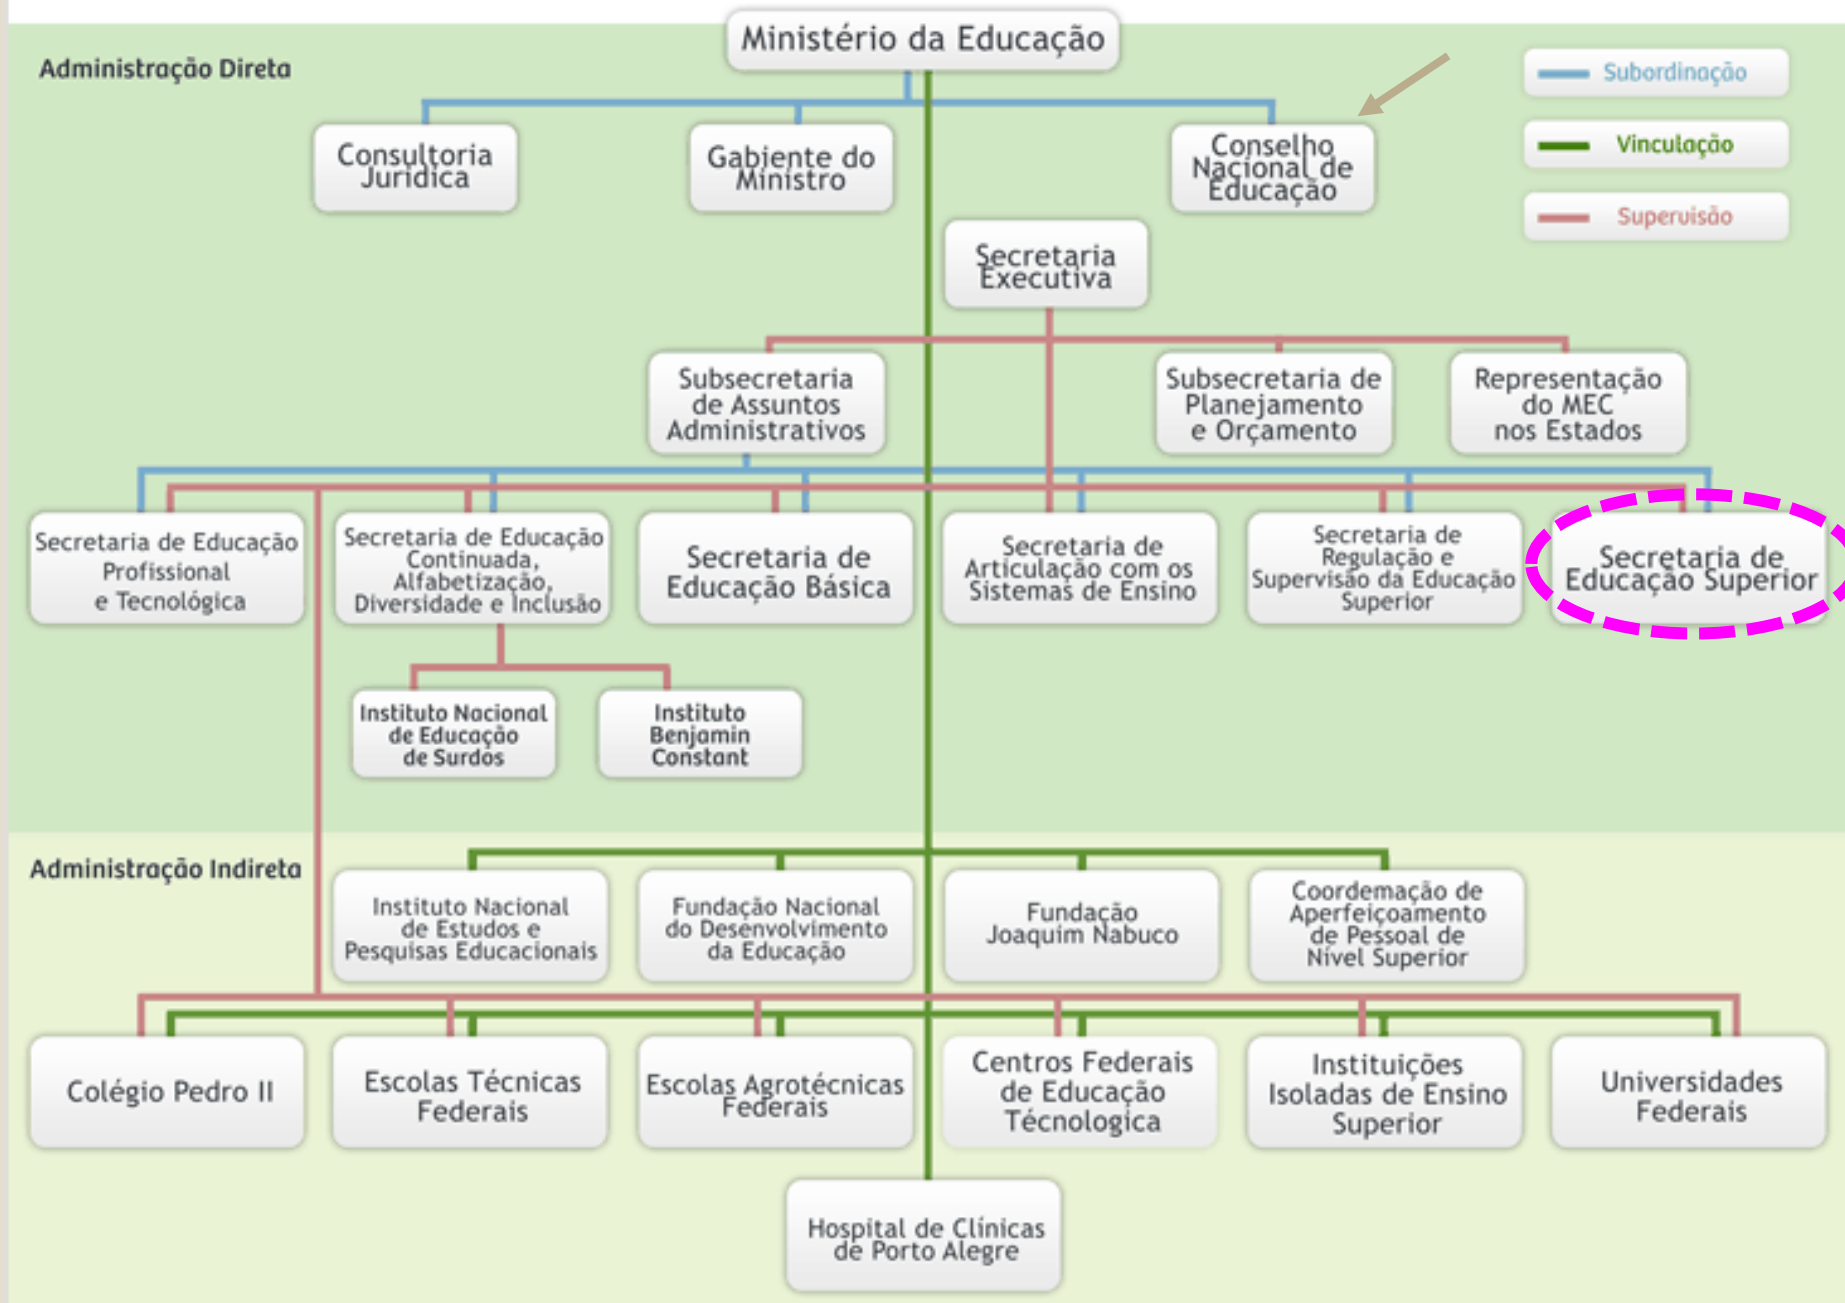 Ministério da Educação
Administração Direta
Subordinação
Vinculação
Supervisão
Consultoria
Jurídica
Gabiente do
Ministro
Conselho
Nacional de
Educação
Secretaria
Executiva
Subsecretaria
de Assuntos
Administrativos
Subsecretaria de
Planejamento
e Orçamento
Representação
do MEC
nos Estados
Secretaria de Educação
Profissional
e Tecnológica
Secretaria de Educação
Continuada,
Alfabetização,
Diversidade e Inclusão
Secretaria de
Educação Básica
Secretaria de
Articulação com os
Sistemas de Ensino
Secretaria de
Regulação e
Supervisão da Educação
Superior
Secretaria de
Educação Superior
Instituto Nacional
de Educação
de Surdos
Instituto
Benjamin
Constant
Administração Indireta
Instituto Nacional
de Estudos e
Pesquisas Educacionais
Fundação Nacional
do Desenvolvimento
da Educação
Fundação
Joaquim Nabuco
Coordemação de
Aperfeiçoamento
de Pessoal de
Nível Superior
Colégio Pedro II
Escolas Técnicas
Federais
Escolas Agrotécnicas
Federais
Centros Federais
de Educação
Técnologica
Instituições
Isoladas de Ensino
Superior
Universidades
Federais
Hospital de Clínicas
de Porto Alegre